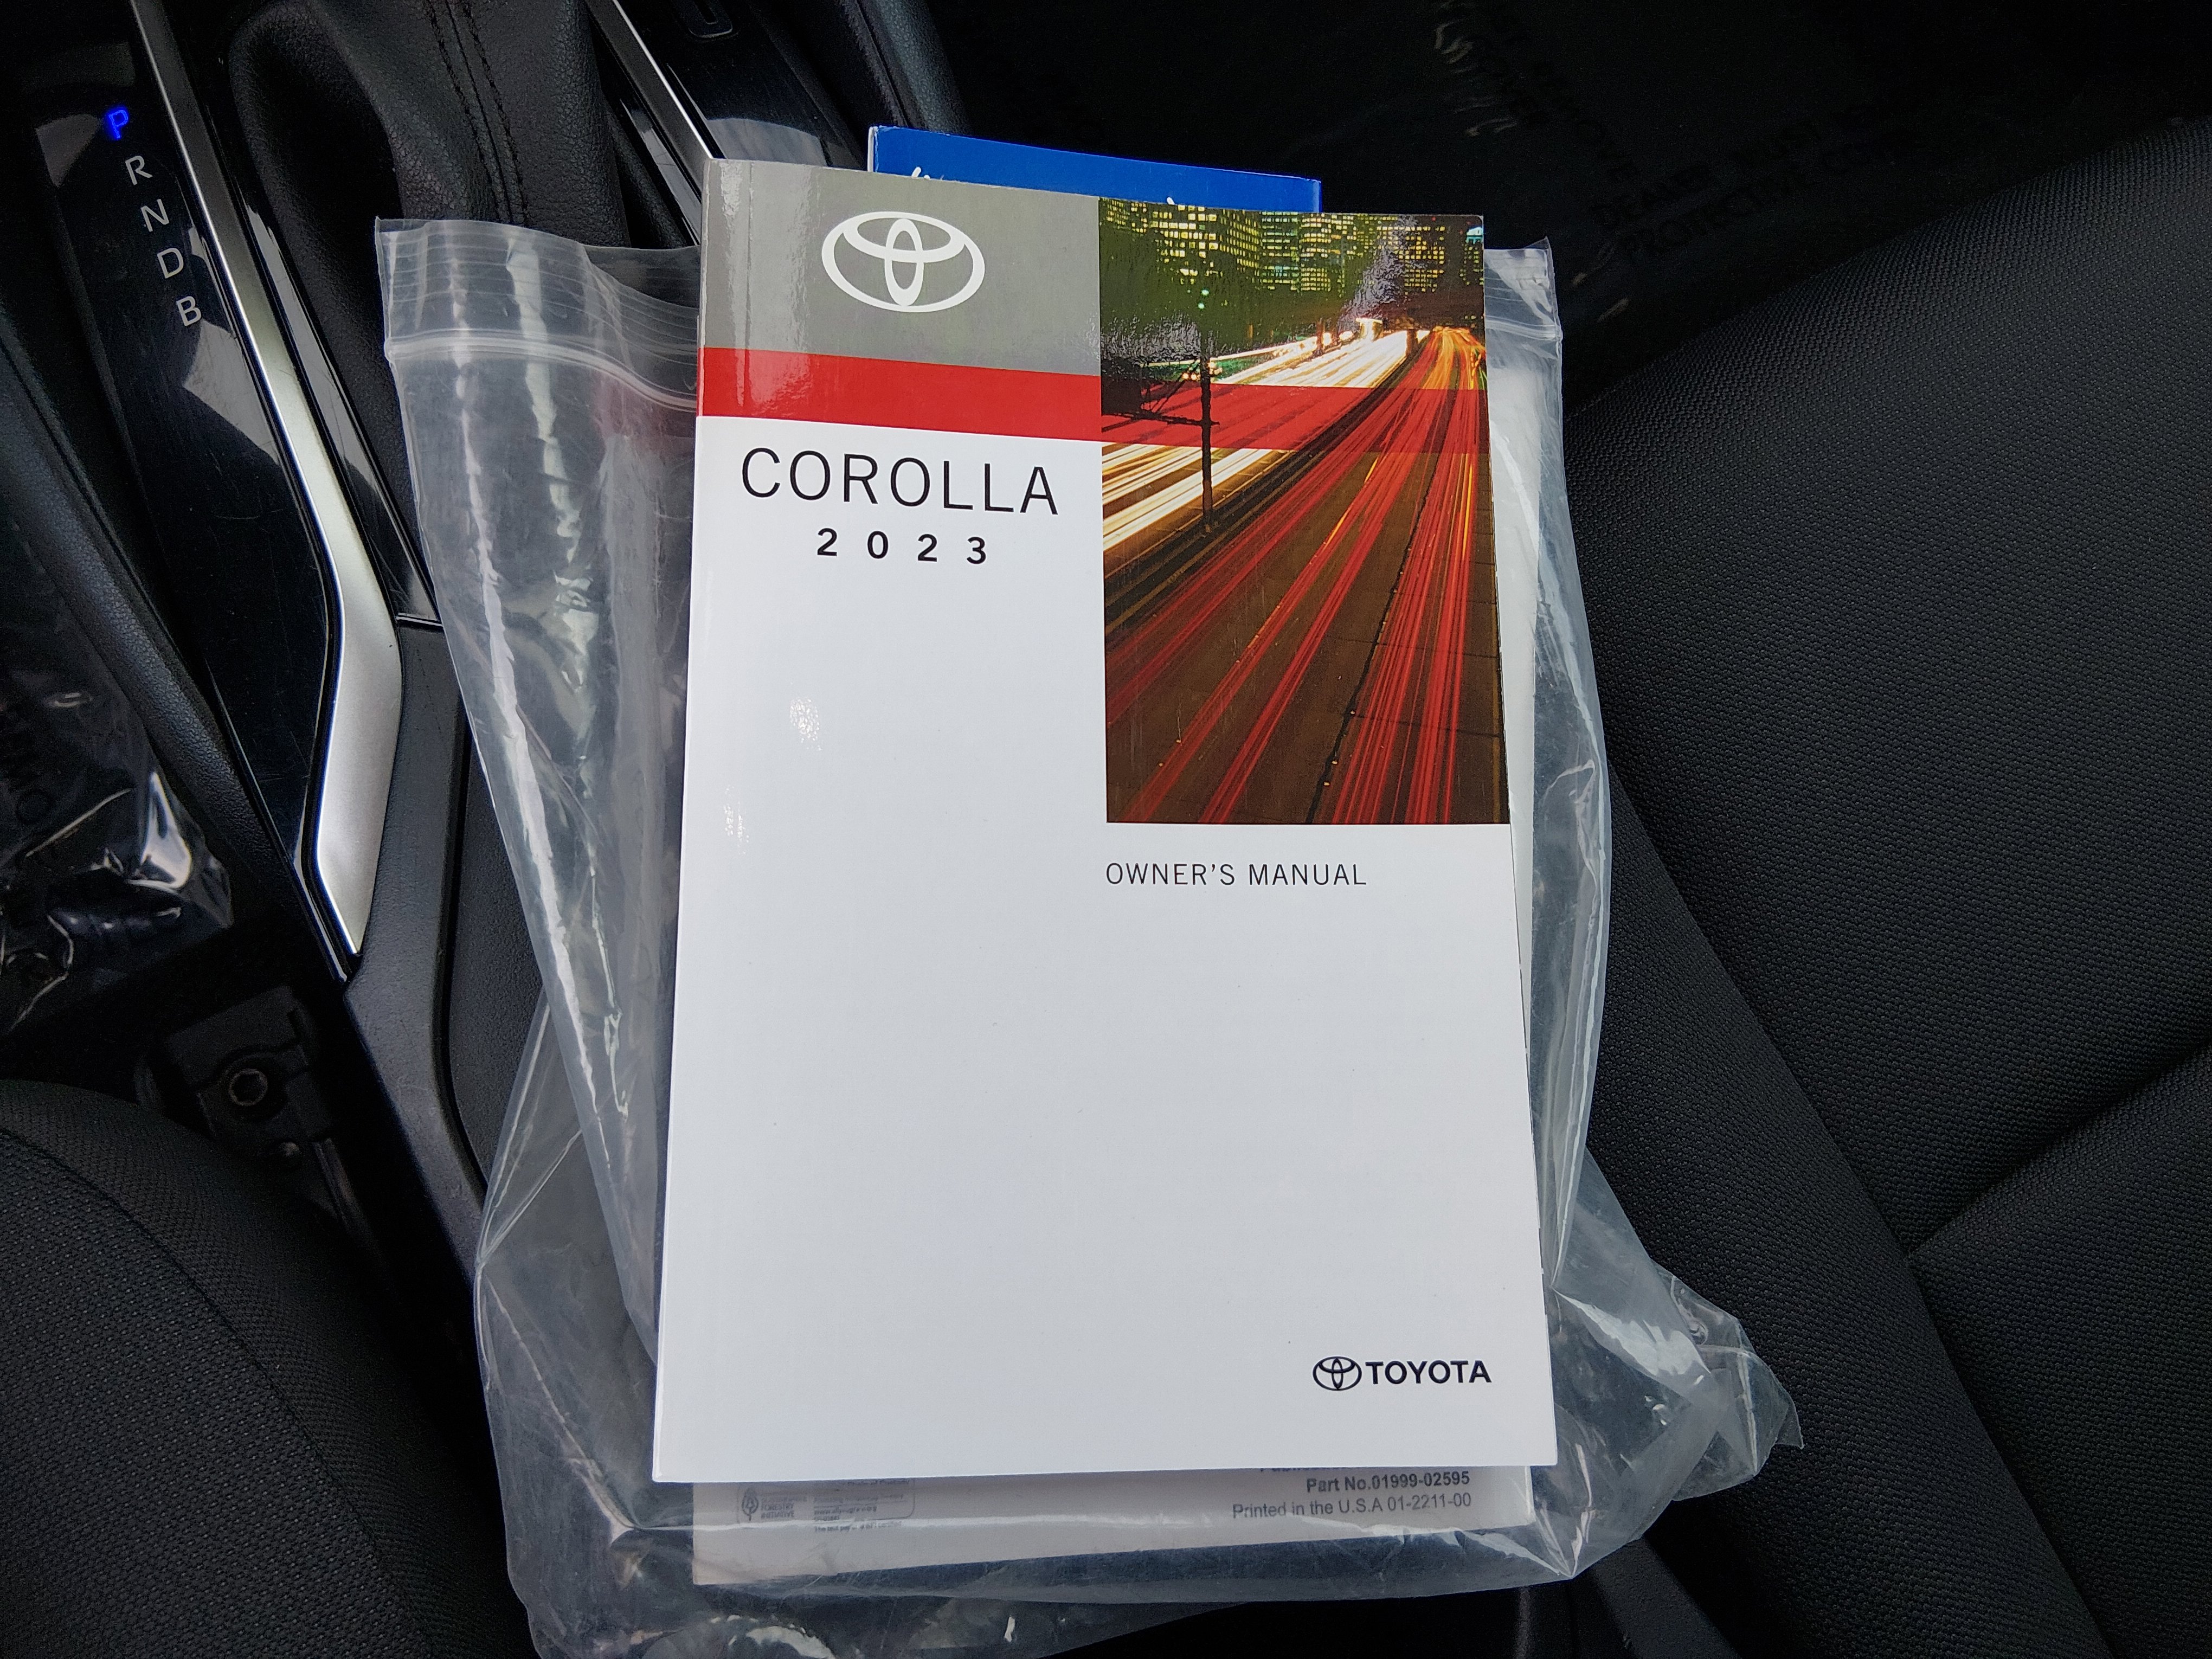 P
R
N
D
B
COROLLA
2023
OWNER'S MANUAL
TOYOTA
Part No.01999-02595
Printed in the U.S.A 01-2211-00